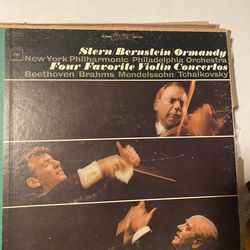 Stern Bernstein Ormandy
New York Philharmonic Philadelphia Orchestra
Four Favorite Violin Concertos
Beethoven Brahms Mendelssohn Tchaikovsky